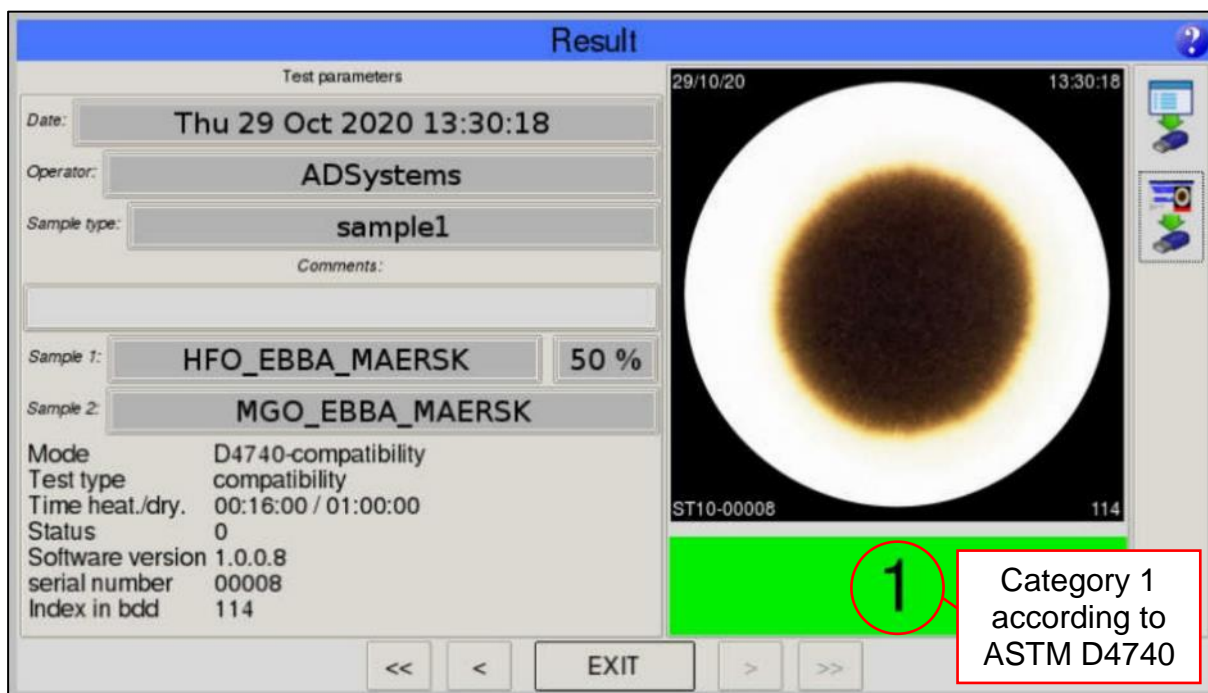 Result
?
Test parameters
Date: Thu 29 Oct 2020 13:30:18
Operator: ADSystems
Sample type: sample1
Comments:
Sample 1: HFO_EBBA_MAERSK 50 %
Sample 2: MGO_EBBA_MAERSK
Mode D4740-compatibility
Test type compatibility
Time heat./dry. 00:16:00 / 01:00:00
Status 0
Software version 1.0.0.8
serial number 00008
Index in bdd 114
29/10/20 13:30:18
ST10-00008 114
1
Category 1
according to
ASTM D4740
<< < EXIT > >>